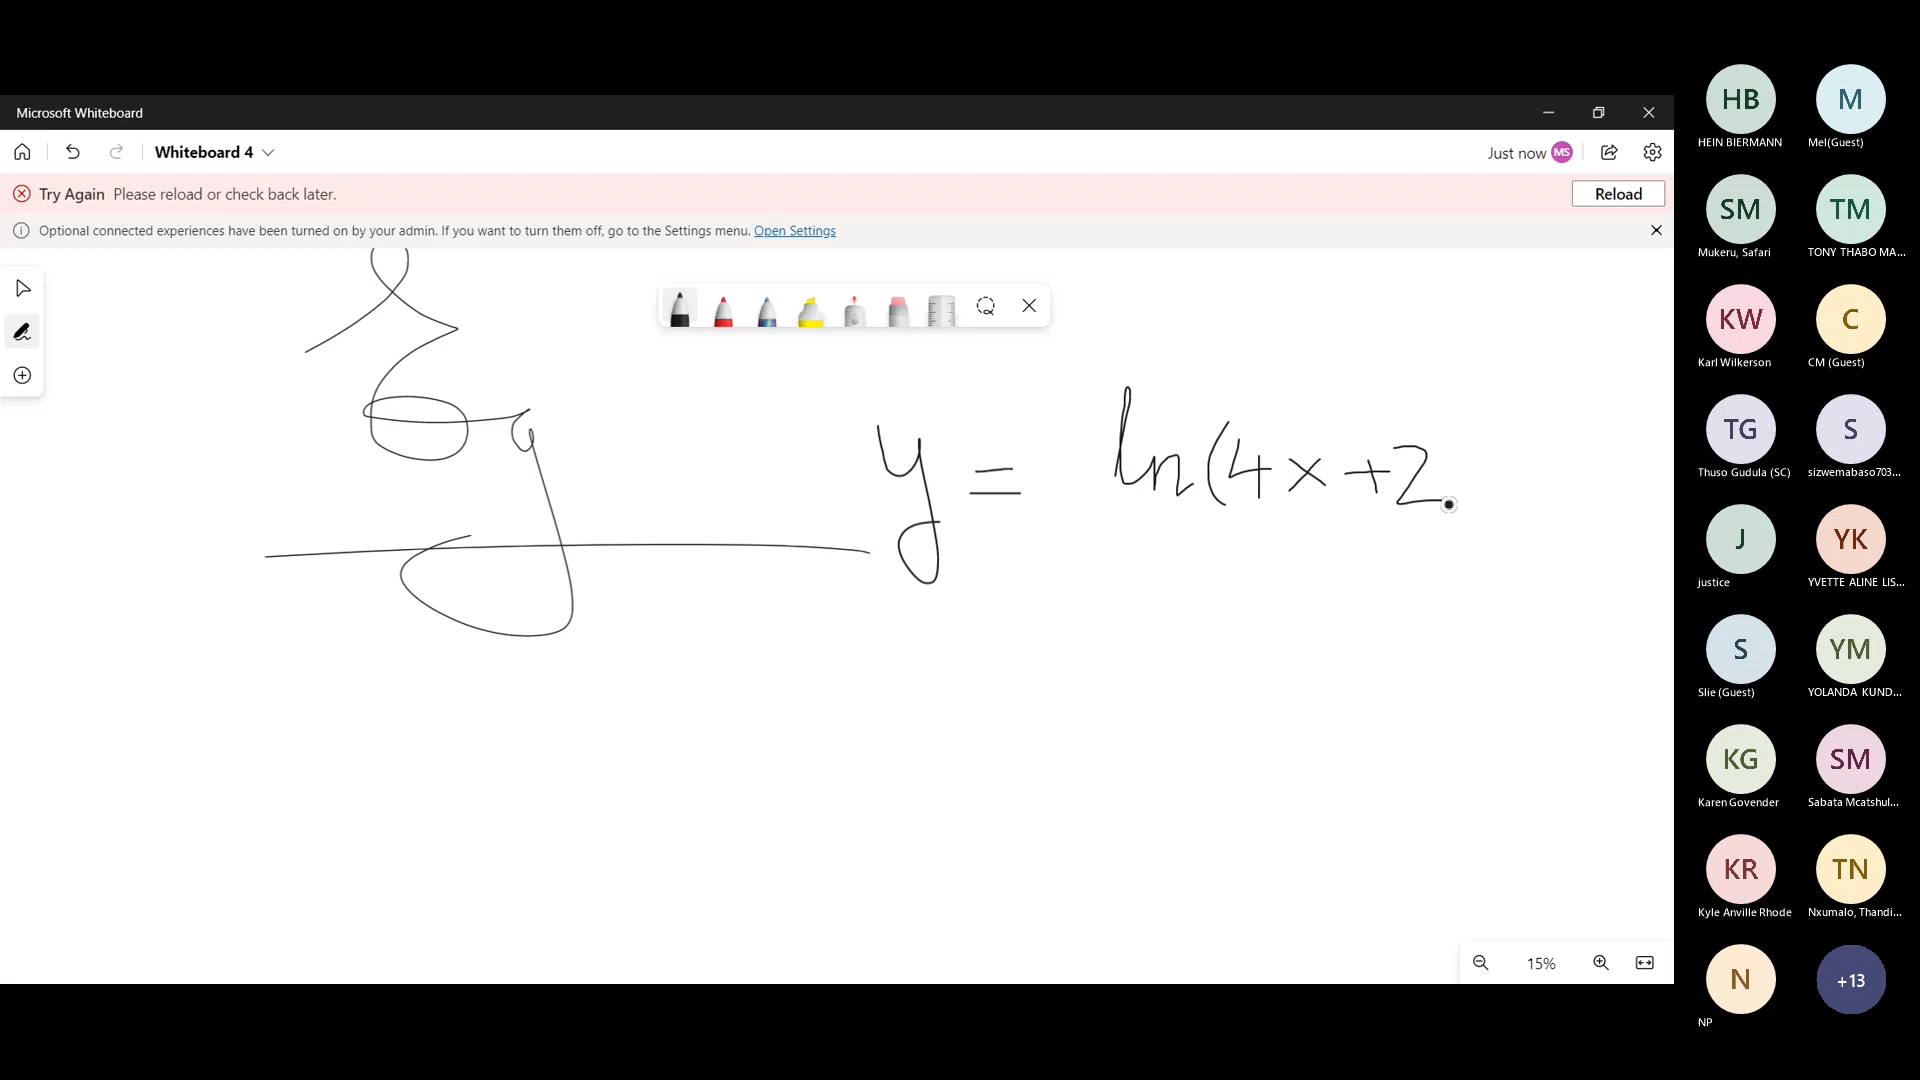 Microsoft Whiteboard
Whiteboard 4
Just now MS
Try Again Please reload or check back later.
Reload
Optional connected experiences have been turned on by your admin. If you want to turn them off, go to the Settings menu. Open Settings
y = ln(4x+2
15%
HB M
HEIN BIERMANN Mel(Guest)
SM TM
Mukeru, Safari TONY THABO MA...
KW C
Karl Wilkerson CM (Guest)
TG S
Thuso Gudula (SC) sizwemabaso703...
J YK
justice YVETTE ALINE LIS...
S YM
Slie (Guest) YOLANDA KUND...
KG SM
Karen Govender Sabata Mcatshul...
KR TN
Kyle Anville Rhode Nxumalo, Thandi...
N +13
NP